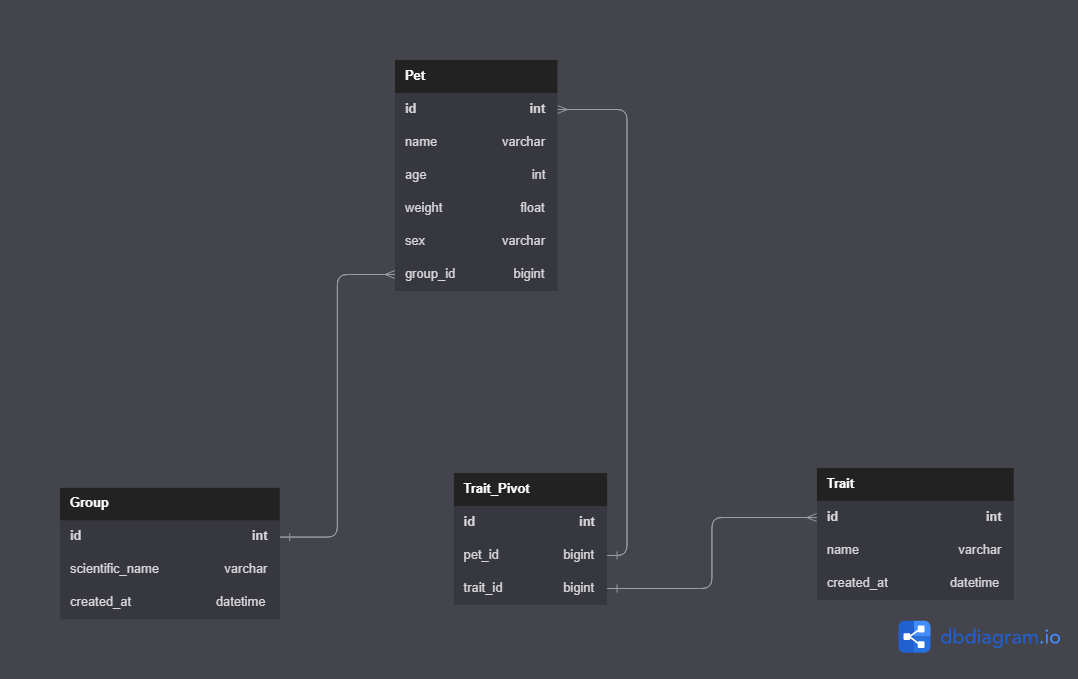 Pet
id int
name varchar
age int
weight float
sex varchar
group_id bigint
Group
id int
scientific_name varchar
created_at datetime
Trait_Pivot
id int
pet_id bigint
trait_id bigint
Trait
id int
name varchar
created_at datetime
dbdiagram.io